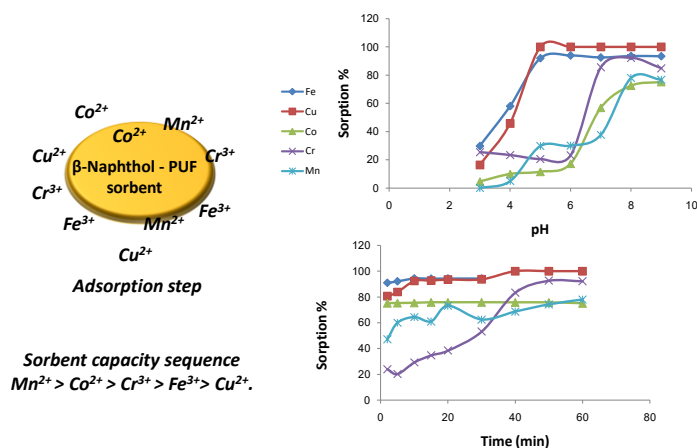 Co²⁺
Mn²⁺
Co²⁺
Cu²⁺
β-Naphthol - PUF
Cr³⁺
sorbent
Cr³⁺
Fe³⁺
Mn²⁺
Fe³⁺
Cu²⁺
Adsorption step
Sorbent capacity sequence
Mn²⁺ > Co²⁺ > Cr³⁺ > Fe³⁺> Cu²⁺.
Fe
Cu
Co
Cr
Mn
Sorption %
120
100
80
60
40
20
0
0 2 4 6 8 10
pH
Sorption %
120
100
80
60
40
20
0
0 20 40 60 80
Time (min)